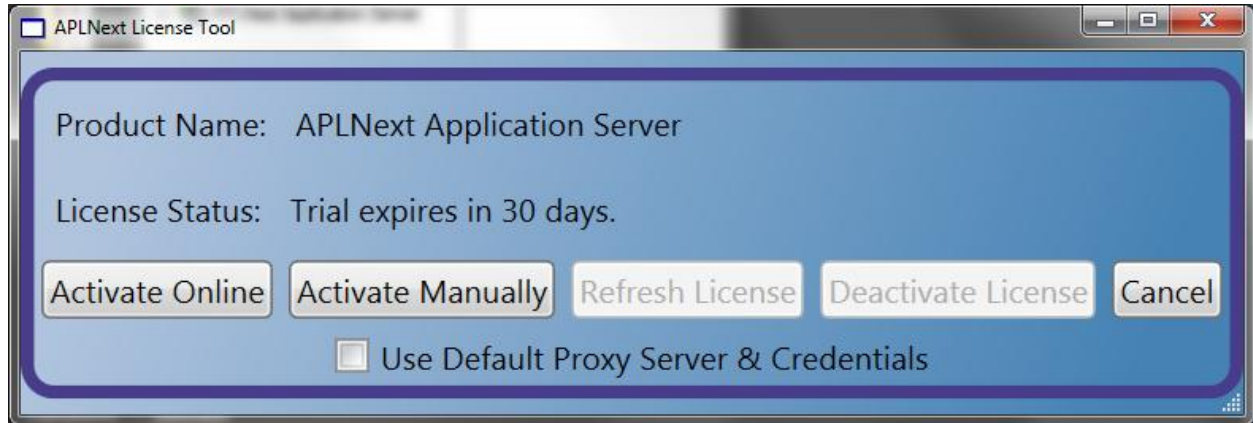 APLNext License Tool
Product Name: APLNext Application Server
License Status: Trial expires in 30 days.
Activate Online Activate Manually Refresh License Deactivate License Cancel
Use Default Proxy Server & Credentials